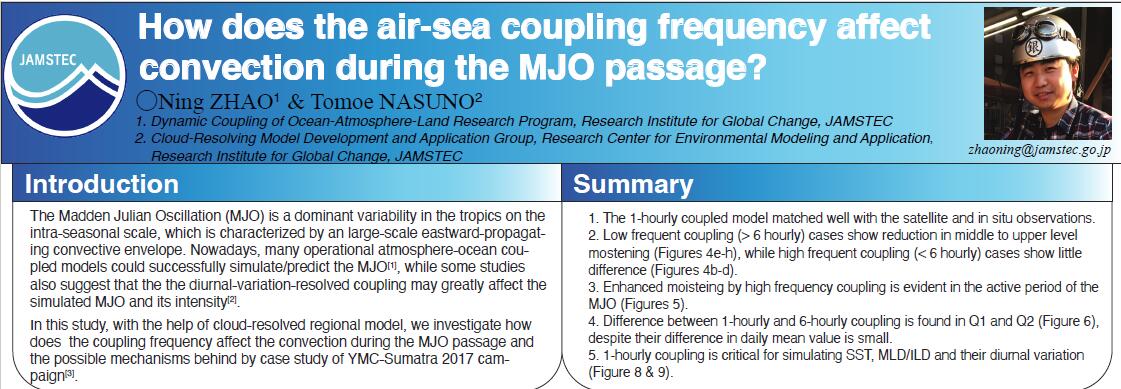 JAMSTEC
How does the air-sea coupling frequency affect
convection during the MJO passage?
○Ning ZHAO¹ & Tomoe NASUNO²
1. Dynamic Coupling of Ocean-Atmosphere-Land Research Program, Research Institute for Global Change, JAMSTEC
2. Cloud-Resolving Model Development and Application Group, Research Center for Environmental Modeling and Application,
Research Institute for Global Change, JAMSTEC
zhaoning@jamstec.go.jp
Introduction
The Madden Julian Oscillation (MJO) is a dominant variability in the tropics on the
intra-seasonal scale, which is characterized by an large-scale eastward-propagat-
ing convective envelope. Nowadays, many operational atmosphere-ocean cou-
pled models could successfully simulate/predict the MJO[1], while some studies
also suggest that the the diurnal-variation-resolved coupling may greatly affect the
simulated MJO and its intensity[2].
In this study, with the help of cloud-resolved regional model, we investigate how
does the coupling frequency affect the convection during the MJO passage and
the possible mechanisms behind by case study of YMC-Sumatra 2017 cam-
paign[3].
Summary
1. The 1-hourly coupled model matched well with the satellite and in situ observations.
2. Low frequent coupling (> 6 hourly) cases show reduction in middle to upper level
mostening (Figures 4e-h), while high frequent coupling (< 6 hourly) cases show little
difference (Figures 4b-d).
3. Enhanced moisteing by high frequency coupling is evident in the active period of the
MJO (Figures 5).
4. Difference between 1-hourly and 6-hourly coupling is found in Q1 and Q2 (Figure 6),
despite their difference in daily mean value is small.
5. 1-hourly coupling is critical for simulating SST, MLD/ILD and their diurnal variation
(Figure 8 & 9).